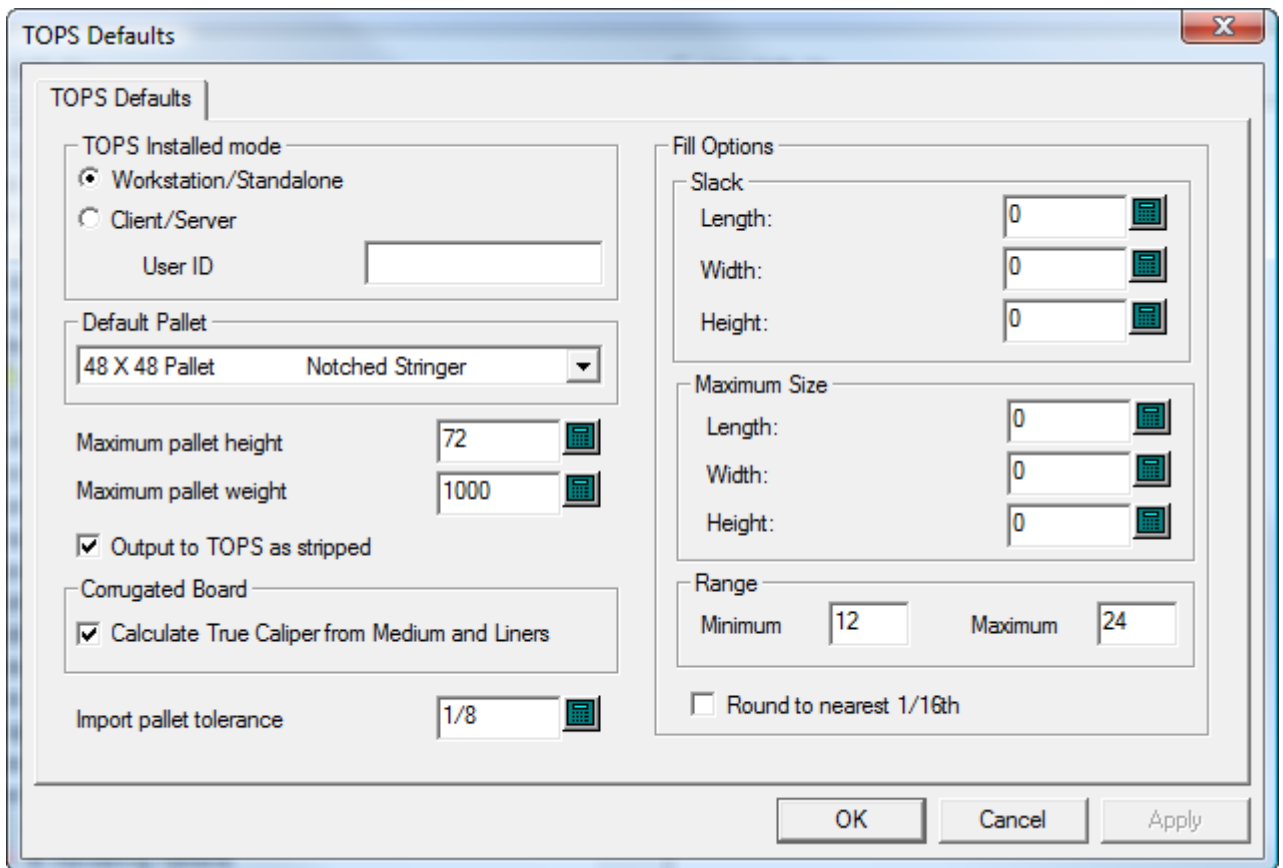 TOPS Defaults
TOPS Defaults
TOPS Installed mode
Workstation/Standalone
Client/Server
User ID
Default Pallet
48 X 48 Pallet Notched Stringer
Maximum pallet height 72
Maximum pallet weight 1000
Output to TOPS as stripped
Corrugated Board
Calculate True Caliper from Medium and Liners
Import pallet tolerance 1/8
Fill Options
Slack
Length: 0
Width: 0
Height: 0
Maximum Size
Length: 0
Width: 0
Height: 0
Range
Minimum 12 Maximum 24
Round to nearest 1/16th
OK Cancel Apply